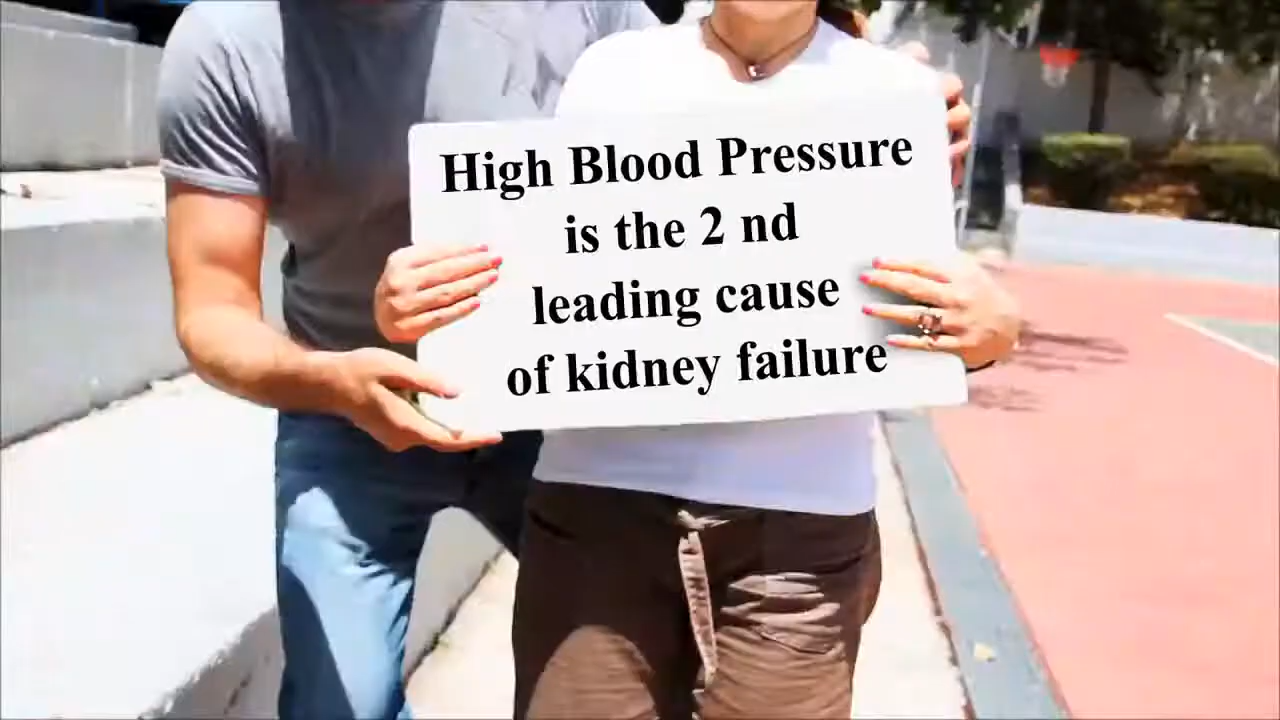 High Blood Pressure
is the 2 nd
leading cause
of kidney failure